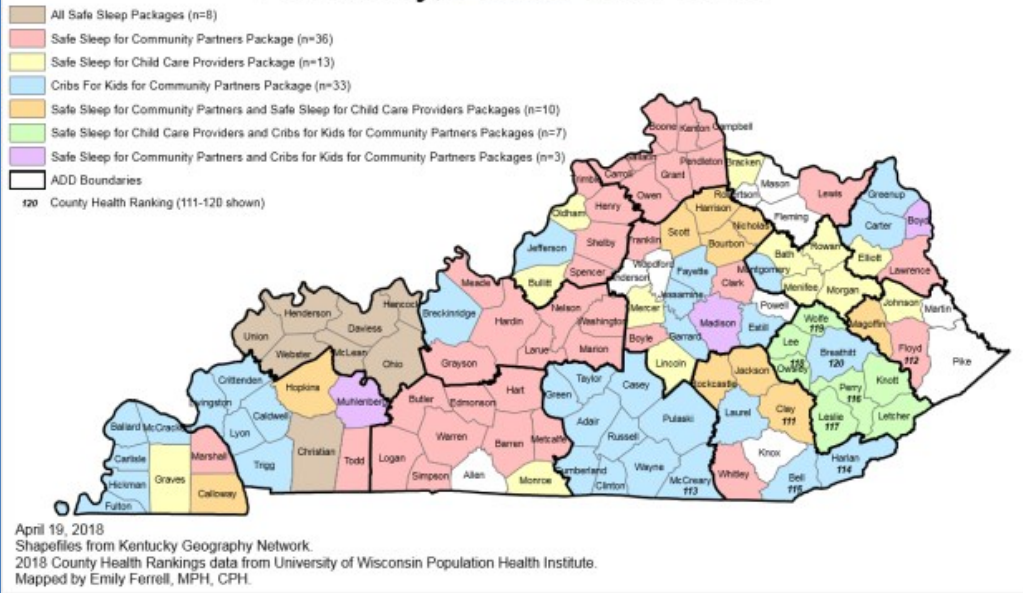 All Safe Sleep Packages (n=8)
Safe Sleep for Community Partners Package (n=36)
Safe Sleep for Child Care Providers Package (n=13)
Cribs For Kids for Community Partners Package (n=33)
Safe Sleep for Community Partners and Safe Sleep for Child Care Providers Packages (n=10)
Safe Sleep for Child Care Providers and Cribs for Kids for Community Partners Packages (n=7)
Safe Sleep for Community Partners and Cribs for Kids for Community Partners Packages (n=3)
ADD Boundaries
120 County Health Ranking (111-120 shown)
Boone Kenton Campbell
Carroll Grant Pendleton Bracken
Owen Mason Lewis Greenup
Henry Harrison Fleming
Oldham Scott Nicholas Carter Boyd
Jefferson Shelby Franklin Bourbon Rowan
Bath Elliott
Spencer Woodford Fayette Montgomery Lawrence
Bullitt Clark Menifee Morgan
Meade Jessamine Johnson
Henderson Hancock Breckinridge Nelson Mercer Powell Martin
Union Daviess Hardin Washington Madison Wolfe Magoffin
119
Boyle Garrard Estill Lee
Webster McLean Larue Marion Breathitt Floyd
120 112
Ohio Grayson Lincoln Owsley Pike
Crittenden Hopkins Hart Taylor Casey Jackson Perry Knott
Livingston Muhlenberg Butler Edmonson Green
Caldwell Laurel Clay Leslie Letcher
111 117
Ballard Lyon Warren Adair Pulaski
Barren Metcalfe Russell
Carlisle Marshall Trigg Christian Todd Logan Knox Harlan
114
Hickman Graves Calloway Simpson Allen Monroe Cumberland Wayne Whitley Bell
Fulton Clinton McCreary
113
April 19, 2018
Shapefiles from Kentucky Geography Network.
2018 County Health Rankings data from University of Wisconsin Population Health Institute.
Mapped by Emily Ferrell, MPH, CPH.